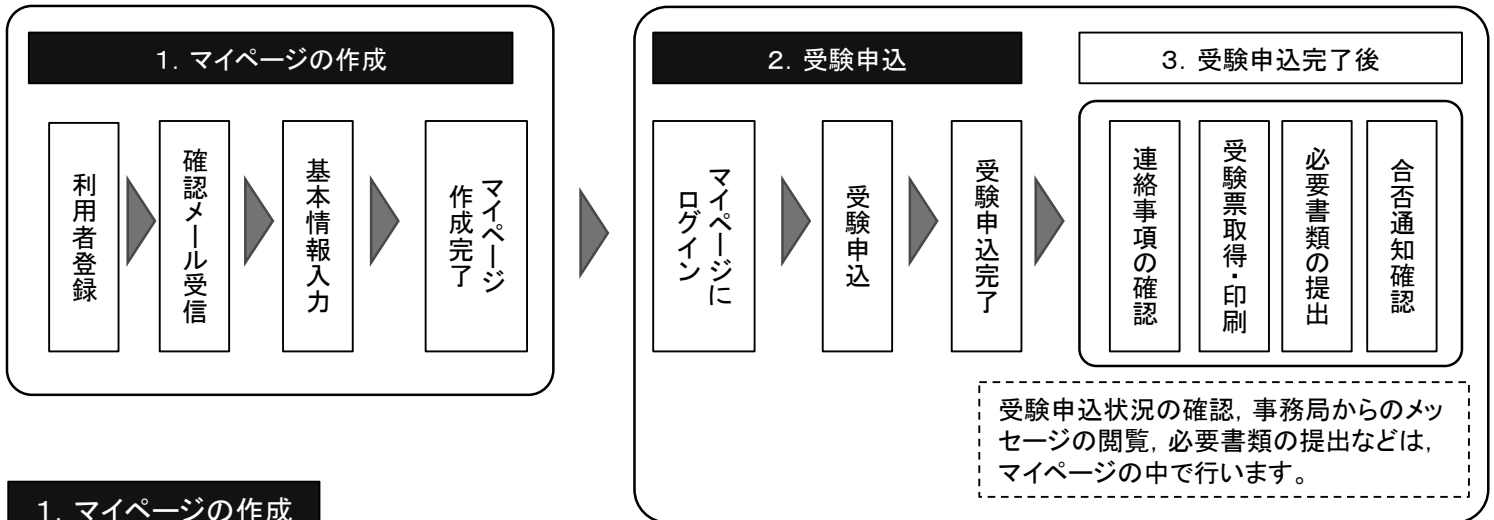 1．マイページの作成
利用者登録
確認メール受信
基本情報入力
マイページ
作成完了
2．受験申込
マイページに
ログイン
受験申込
受験申込完了
3．受験申込完了後
連絡事項の確認
受験票取得・印刷
必要書類の提出
合否通知確認
受験申込状況の確認，事務局からのメッ
セージの閲覧，必要書類の提出などは，
マイページの中で行います。
1．マイページの作成